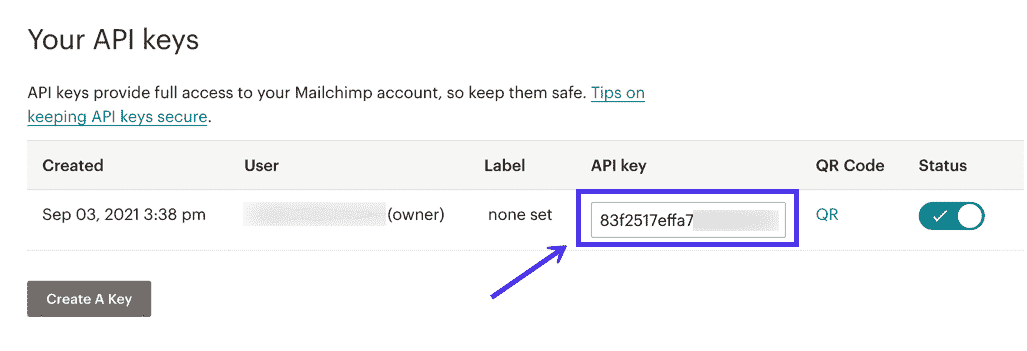 Your API keys
API keys provide full access to your Mailchimp account, so keep them safe. Tips on
keeping API keys secure.
Created User Label API key QR Code Status
Sep 03, 2021 3:38 pm (owner) none set 83f2517effa7 QR
Create A Key